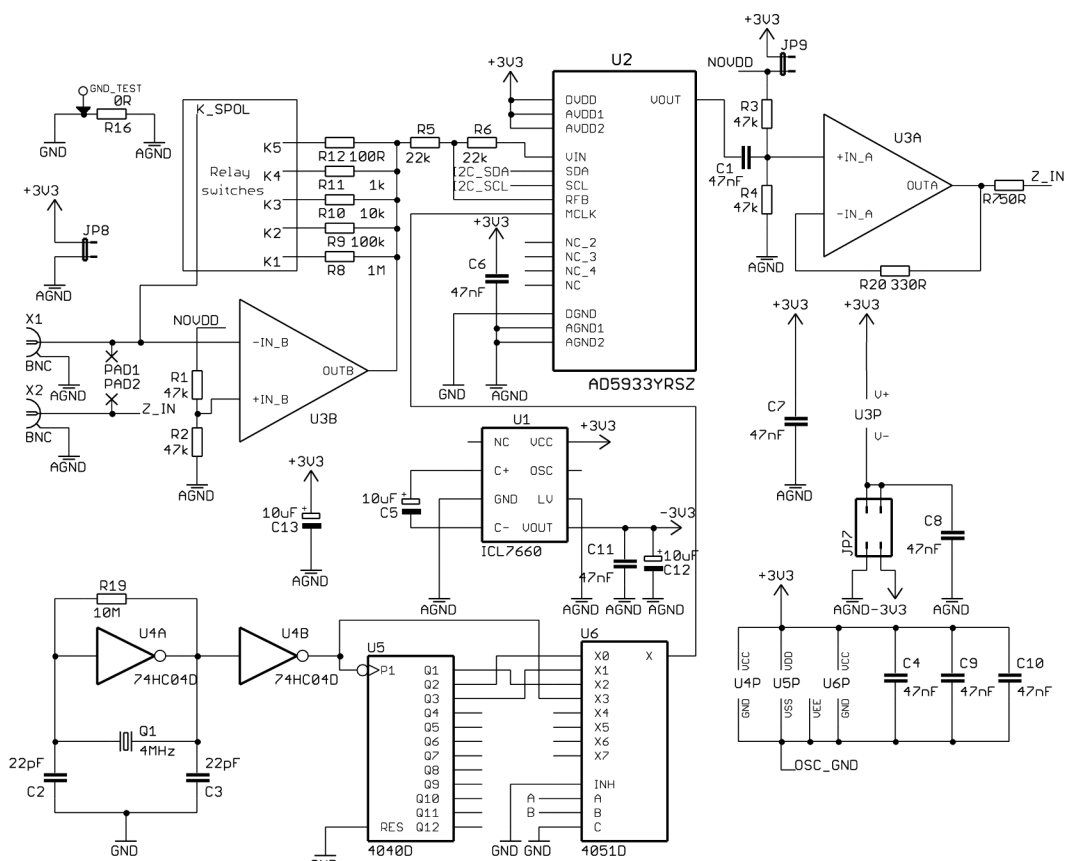 +3V3
JP9
U2
+3V3
NOVDD
GND_TEST
0R
R16
GND
AGND
K_SPOL
DVDD
AVDD1
AVDD2
VOUT
R3
47k
U3A
K5
R12 100R
R5
22k
R6
22k
VIN
C1
47nF
+IN_A
Relay
switches
K4
R11
1k
I2C_SDA
SDA
I2C_SCL
SCL
R4
47k
OUTA
Z_IN
R750R
+3V3
K3
R10
10k
RFB
MCLK
-IN_A
JP8
K2
R9
100k
+3V3
NC_2
NC_3
NC_4
NC
AGND
K1
R8
1M
C6
47nF
R20 330R
AGND
X1
BNC
AGND
NOVDD
DGND
AGND1
AGND2
+3V3
+3V3
-IN_B
PAD1
PAD2
OUTB
GND
AGND
AD5933YRSZ
X2
BNC
AGND
Z_IN
R1
47k
+IN_B
U3B
R2
47k
AGND
U1
NC
VCC
+3V3
C7
47nF
V+
U3P
V-
+3V3
10uF
+
C13
AGND
10uF
+
C5
C+
OSC
GND
LV
C-
VOUT
ICL7660
-3V3
AGND
C11
47nF
+
10uF
C12
AGND
AGND
AGND
AGND
JP7
C8
47nF
AGND
-3V3
AGND
R19
10M
U4A
74HC04D
U4B
74HC04D
U5
P1
Q1
Q2
Q3
Q4
Q5
Q6
Q7
Q8
Q9
Q10
Q11
Q12
RES
4040D
GND
U6
X0
X1
X2
X3
X4
X5
X6
X7
X
INH
A
A
B
B
C
GND
GND
4051D
+3V3
VCC
U4P
GND
VDD
U5P
VSS
VEE
VCC
U6P
GND
C4
47nF
C9
47nF
C10
47nF
OSC_GND
Q1
4MHz
22pF
C2
22pF
C3
GND